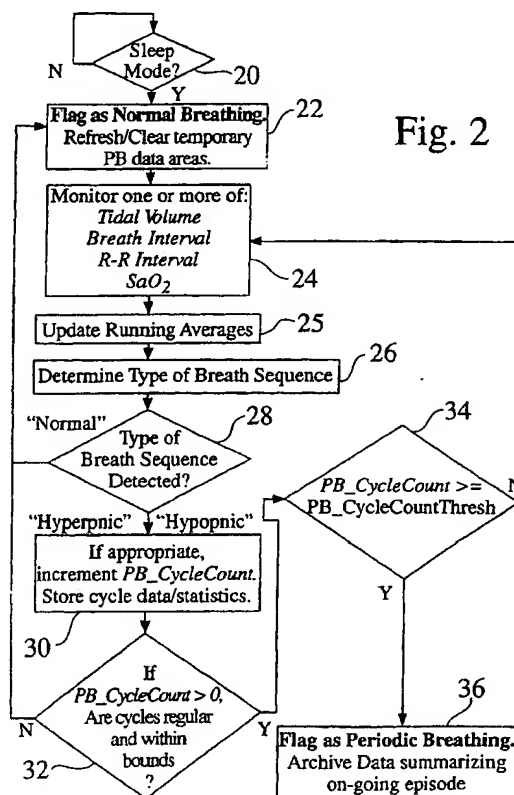 Sleep
Mode?
N
20
Y
Flag as Normal Breathing.
Refresh/Clear temporary
PB data areas.
22
Fig. 2
Monitor one or more of:
Tidal Volume
Breath Interval
R-R Interval
SaO2
24
Update Running Averages
25
Determine Type of Breath Sequence
26
"Normal"
28
Type of
Breath Sequence
Detected?
"Hyperpnic"
"Hypopnic"
If appropriate,
increment PB_CycleCount.
Store cycle data/statistics.
30
If
PB_CycleCount > 0,
Are cycles regular
and within
bounds
?
N
Y
32
34
PB_CycleCount >=
PB_CycleCountThresh
N
Y
36
Flag as Periodic Breathing.
Archive Data summarizing
on-going episode